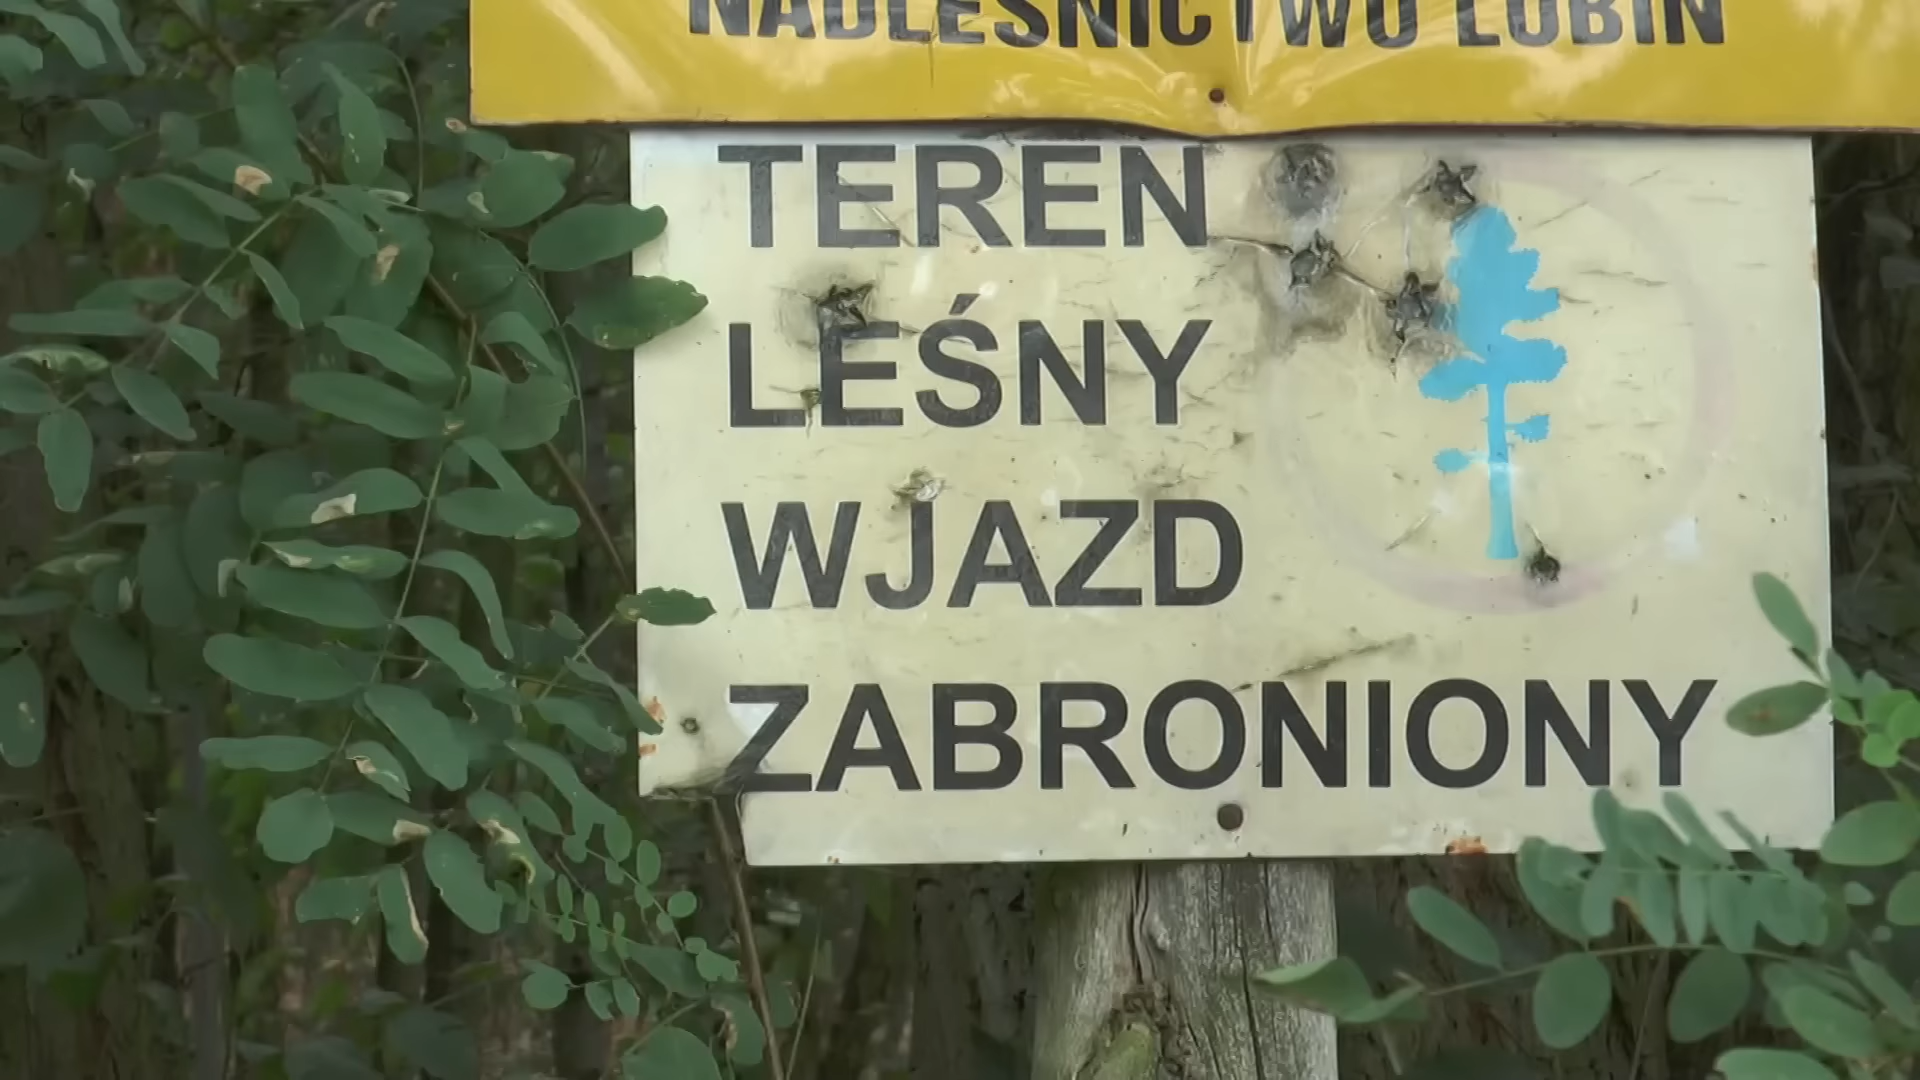 NADLEŚNICTWO LUBIN
TEREN
LEŚNY
WJAZD
ZABRONIONY